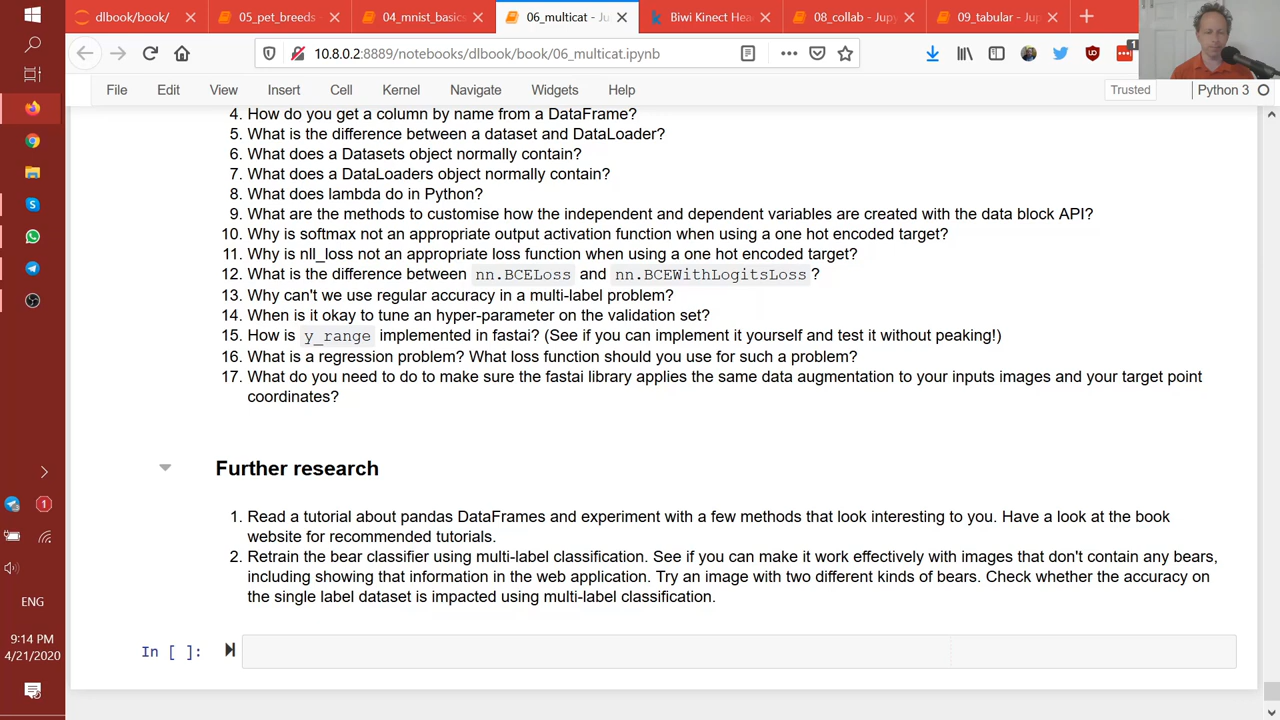 dlbook/book/
05_pet_breeds
04_mnist_basics
06_multicat - Ju
Biwi Kinect Hea
08_collab - Jupy
09_tabular - Jup
10.8.0.2:8889/notebooks/dlbook/book/06_multicat.ipynb
1
File Edit View Insert Cell Kernel Navigate Widgets Help
Trusted
Python 3
4. How do you get a column by name from a DataFrame?
5. What is the difference between a dataset and DataLoader?
6. What does a Datasets object normally contain?
7. What does a DataLoaders object normally contain?
8. What does lambda do in Python?
9. What are the methods to customise how the independent and dependent variables are created with the data block API?
10. Why is softmax not an appropriate output activation function when using a one hot encoded target?
11. Why is nll_loss not an appropriate loss function when using a one hot encoded target?
12. What is the difference between nn.BCELoss and nn.BCEWithLogitsLoss ?
13. Why can't we use regular accuracy in a multi-label problem?
14. When is it okay to tune an hyper-parameter on the validation set?
15. How is y_range implemented in fastai? (See if you can implement it yourself and test it without peaking!)
16. What is a regression problem? What loss function should you use for such a problem?
17. What do you need to do to make sure the fastai library applies the same data augmentation to your inputs images and your target point
coordinates?
Further research
1. Read a tutorial about pandas DataFrames and experiment with a few methods that look interesting to you. Have a look at the book
website for recommended tutorials.
2. Retrain the bear classifier using multi-label classification. See if you can make it work effectively with images that don't contain any bears,
including showing that information in the web application. Try an image with two different kinds of bears. Check whether the accuracy on
the single label dataset is impacted using multi-label classification.
In [ ]:
1
ENG
9:14 PM
4/21/2020